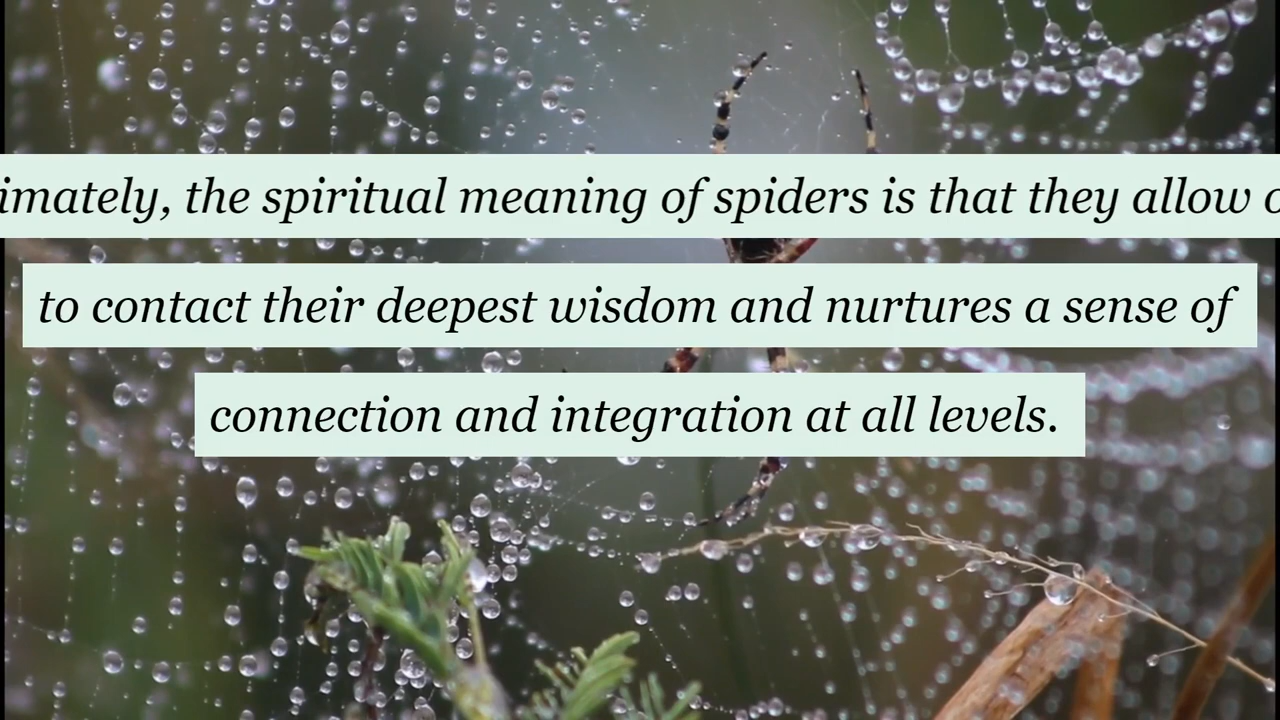 imately, the spiritual meaning of spiders is that they allow
to contact their deepest wisdom and nurtures a sense of
connection and integration at all levels.